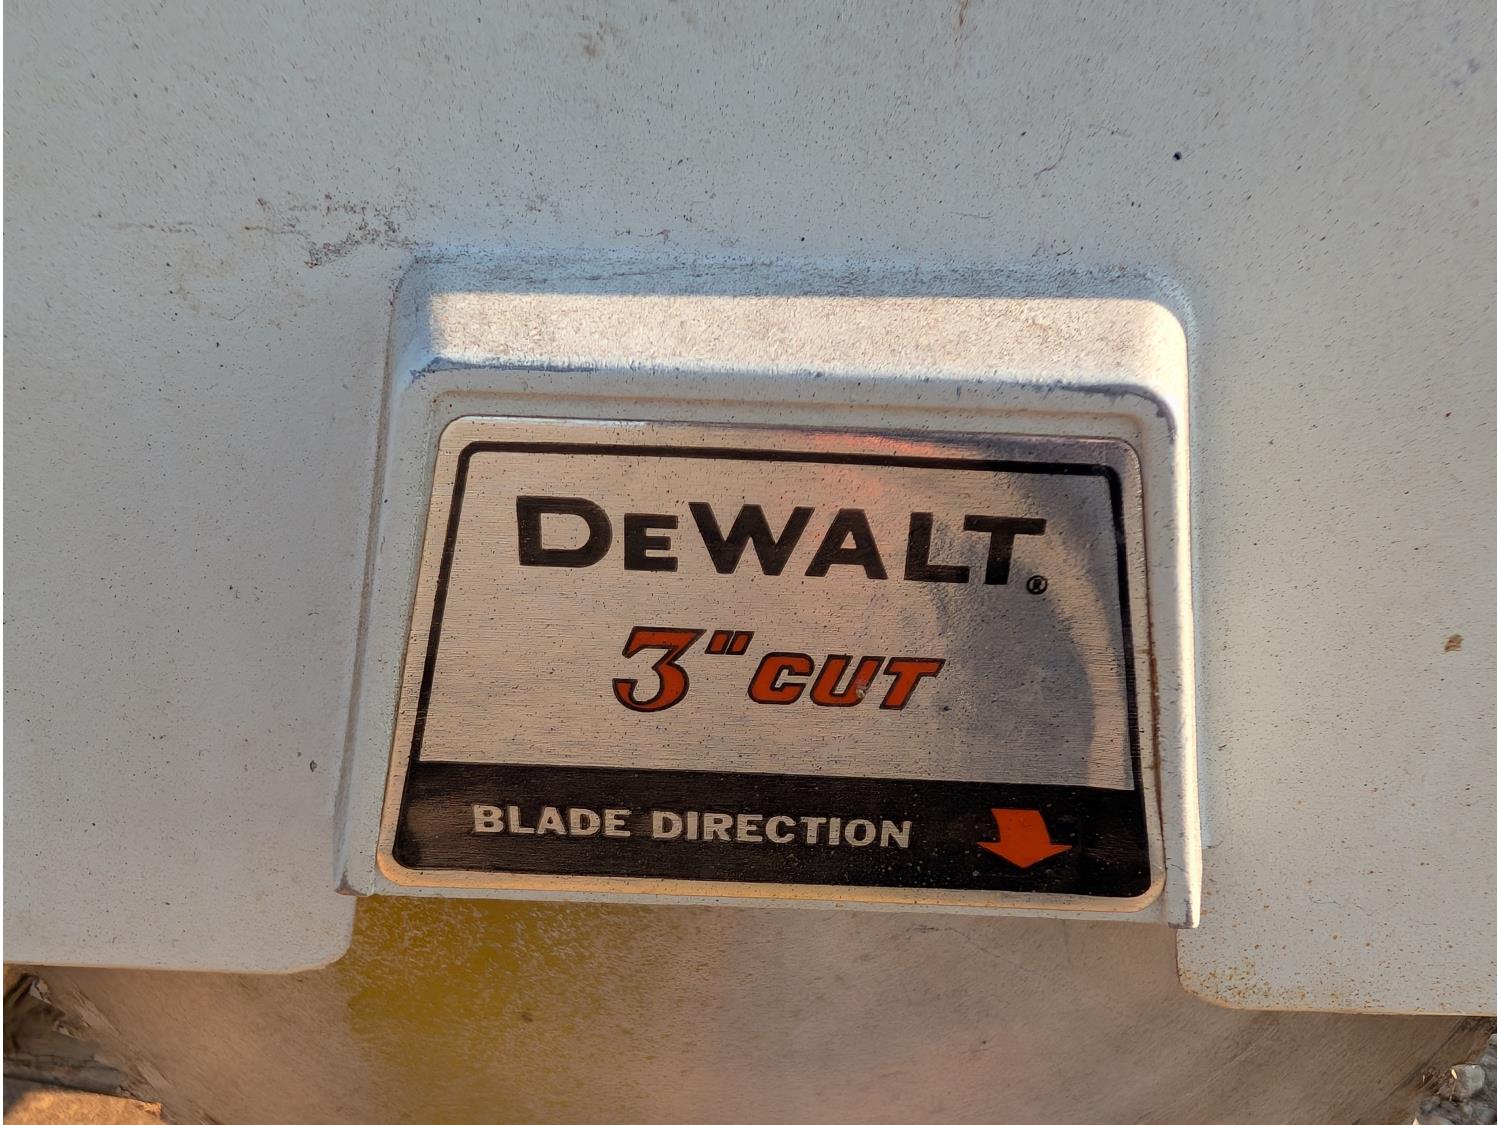 DEWALT®
3" CUT
BLADE DIRECTION